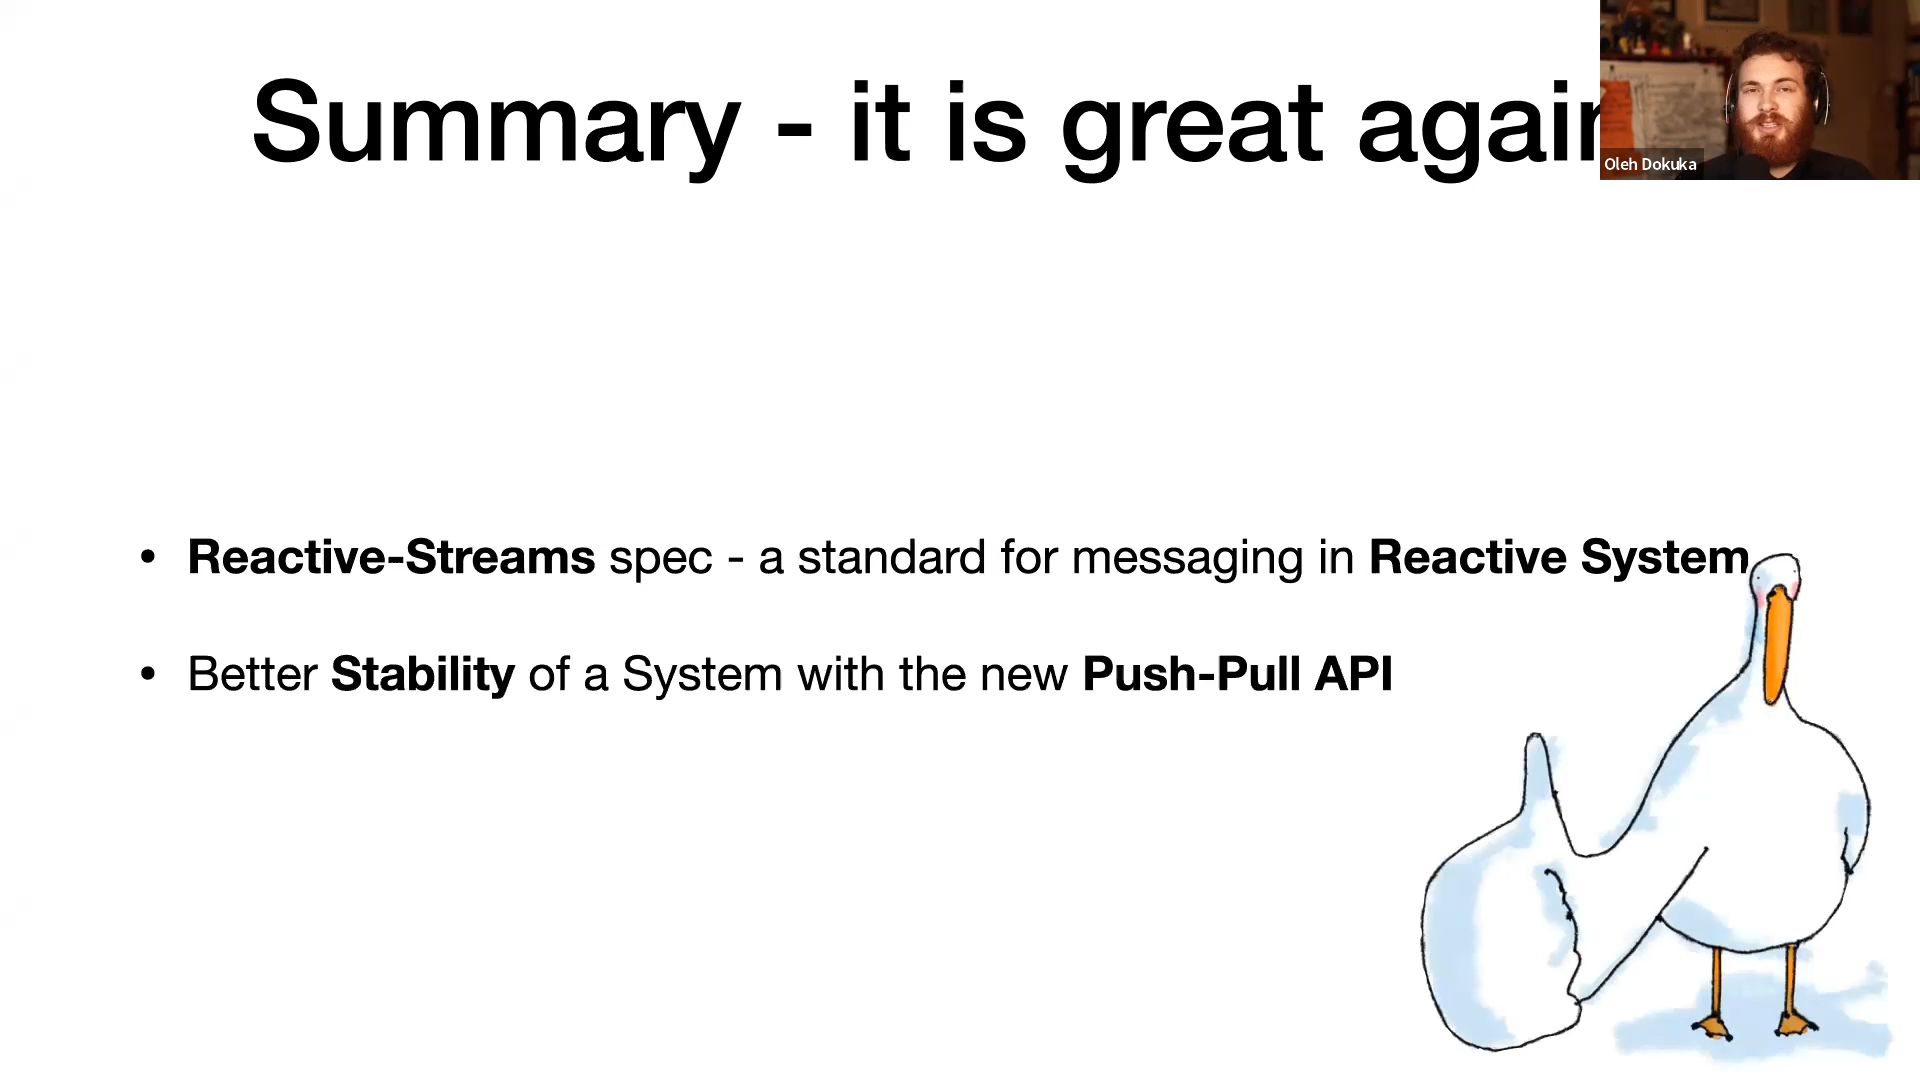 Summary - it is great again
Oleh Dokuka
• Reactive-Streams spec - a standard for messaging in Reactive System
• Better Stability of a System with the new Push-Pull API